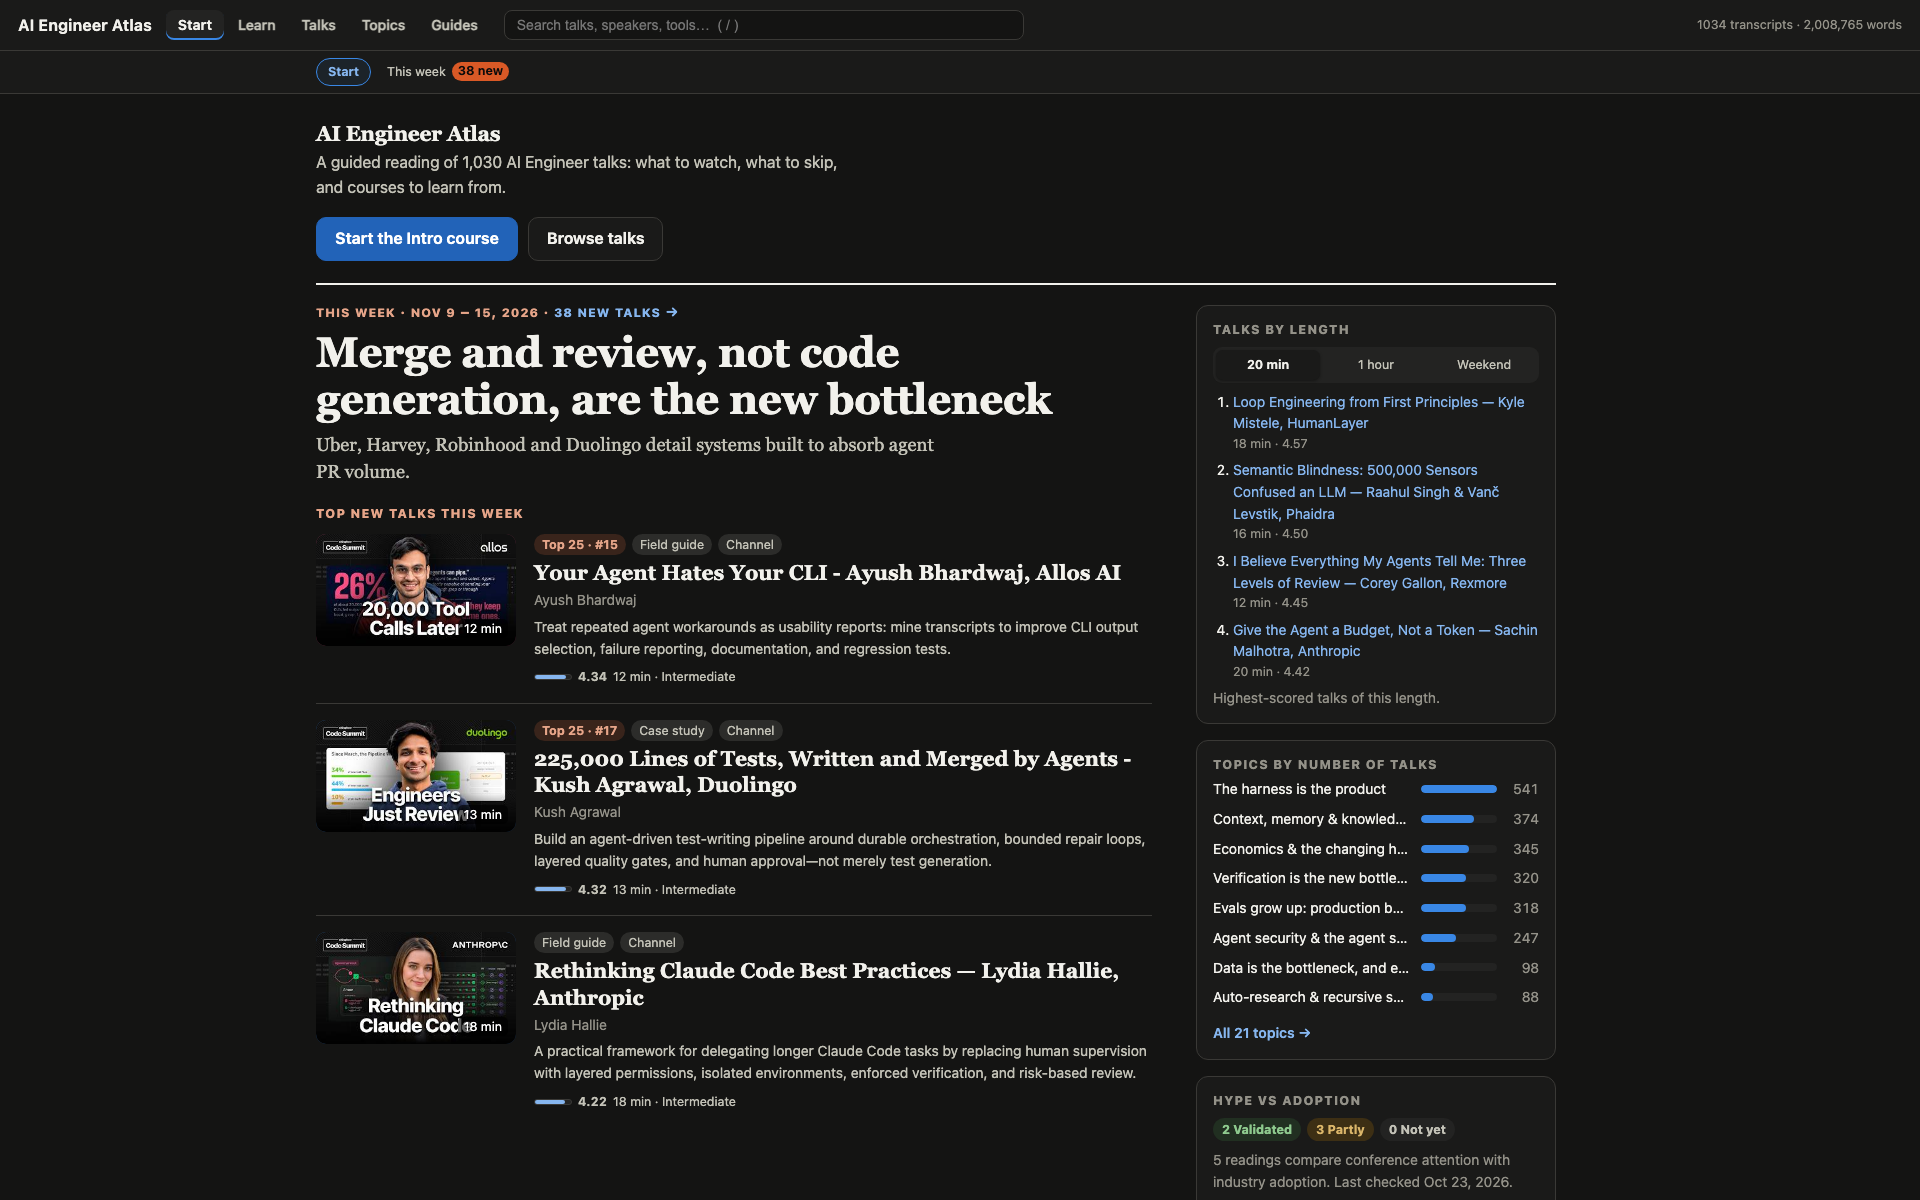 AI Engineer Atlas
Start
Learn
Talks
Topics
Guides
Search talks, speakers, tools… ( / )
1034 transcripts · 2,008,765 words
Start
This week 38 new
AI Engineer Atlas
A guided reading of 1,030 AI Engineer talks: what to watch, what to skip,
and courses to learn from.
Start the Intro course
Browse talks
THIS WEEK · NOV 9 – 15, 2026 · 38 NEW TALKS →
Merge and review, not code
generation, are the new bottleneck
Uber, Harvey, Robinhood and Duolingo detail systems built to absorb agent
PR volume.
TOP NEW TALKS THIS WEEK
Code Summit
allos
26%
20,000 Tool
Calls Later
12 min
Top 25 · #15
Field guide
Channel
Your Agent Hates Your CLI - Ayush Bhardwaj, Allos AI
Ayush Bhardwaj
Treat repeated agent workarounds as usability reports: mine transcripts to improve CLI output
selection, failure reporting, documentation, and regression tests.
4.34 12 min · Intermediate
Code Summit
duolingo
34%
44%
10%
Engineers
Just Review
13 min
Top 25 · #17
Case study
Channel
225,000 Lines of Tests, Written and Merged by Agents -
Kush Agrawal, Duolingo
Kush Agrawal
Build an agent-driven test-writing pipeline around durable orchestration, bounded repair loops,
layered quality gates, and human approval—not merely test generation.
4.32 13 min · Intermediate
Code Summit
ANTHROP\C
Rethinking
Claude Code
18 min
Field guide
Channel
Rethinking Claude Code Best Practices — Lydia Hallie,
Anthropic
Lydia Hallie
A practical framework for delegating longer Claude Code tasks by replacing human supervision
with layered permissions, isolated environments, enforced verification, and risk-based review.
4.22 18 min · Intermediate
TALKS BY LENGTH
20 min
1 hour
Weekend
1. Loop Engineering from First Principles — Kyle
Mistele, HumanLayer
18 min · 4.57
2. Semantic Blindness: 500,000 Sensors
Confused an LLM — Raahul Singh & Vanč
Levstik, Phaidra
16 min · 4.50
3. I Believe Everything My Agents Tell Me: Three
Levels of Review — Corey Gallon, Rexmore
12 min · 4.45
4. Give the Agent a Budget, Not a Token — Sachin
Malhotra, Anthropic
20 min · 4.42
Highest-scored talks of this length.
TOPICS BY NUMBER OF TALKS
The harness is the product 541
Context, memory & knowled... 374
Economics & the changing h... 345
Verification is the new bottle... 320
Evals grow up: production b... 318
Agent security & the agent s... 247
Data is the bottleneck, and e... 98
Auto-research & recursive s... 88
All 21 topics →
HYPE VS ADOPTION
2 Validated
3 Partly
0 Not yet
5 readings compare conference attention with
industry adoption. Last checked Oct 23, 2026.